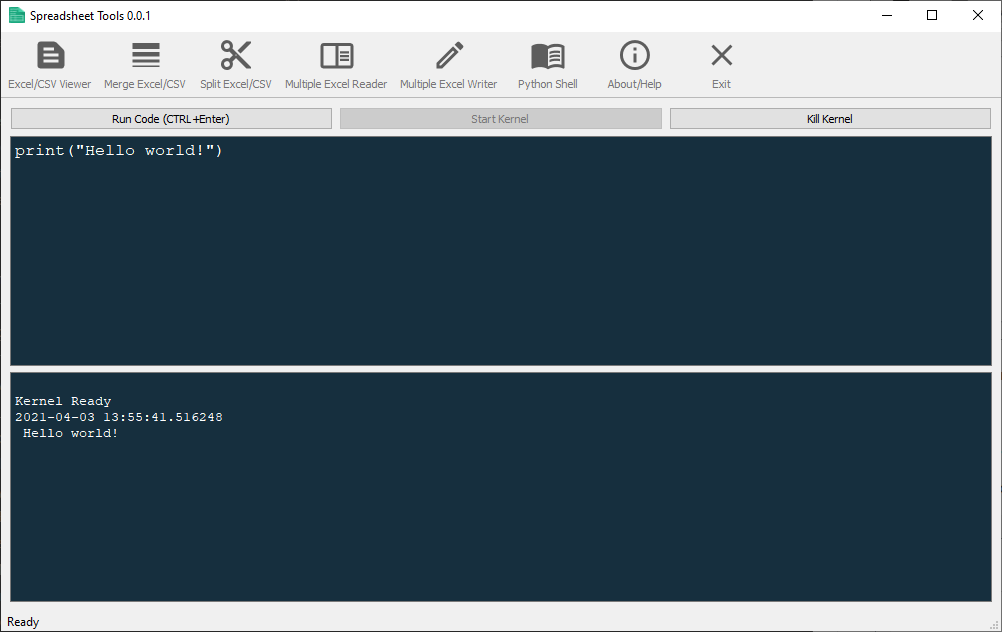 Spreadsheet Tools 0.0.1
Excel/CSV Viewer Merge Excel/CSV Split Excel/CSV Multiple Excel Reader Multiple Excel Writer Python Shell About/Help Exit
Run Code (CTRL+Enter) Start Kernel Kill Kernel
print("Hello world!")
Kernel Ready
2021-04-03 13:55:41.516248
Hello world!
Ready